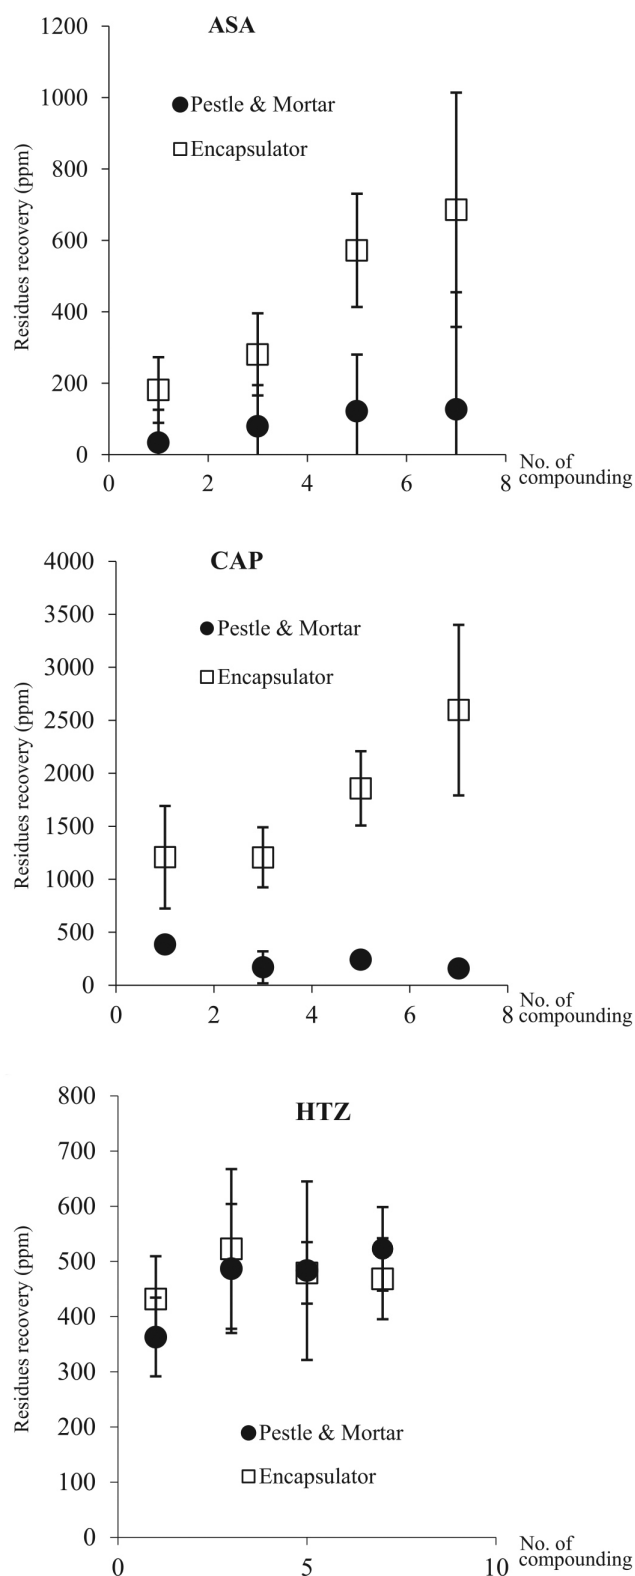 ASA
1200
1000
800
600
400
200
0
Residues recovery (ppm)
Pestle & Mortar
Encapsulator
0 2 4 6 8
No. of
compounding
CAP
4000
3500
3000
2500
2000
1500
1000
500
0
Residues recovery (ppm)
Pestle & Mortar
Encapsulator
0 2 4 6 8
No. of
compounding
HTZ
800
700
600
500
400
300
200
100
0
Residues recovery (ppm)
Pestle & Mortar
Encapsulator
0 5 10
No. of
compounding